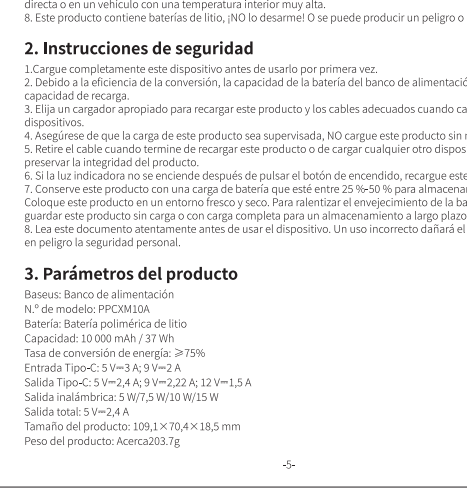 directa o en un vehículo con una temperatura interior muy alta.
8. Este producto contiene baterías de litio, ¡NO lo desarme! O se puede producir un peligro o
2. Instrucciones de seguridad
1.Cargue completamente este dispositivo antes de usarlo por primera vez.
2. Debido a la eficiencia de la conversión, la capacidad de la batería del banco de alimentació
capacidad de recarga.
3. Elija un cargador apropiado para recargar este producto y los cables adecuados cuando ca
dispositivos.
4. Asegúrese de que la carga de este producto sea supervisada, NO cargue este producto sin
5. Retire el cable cuando termine de recargar este producto o de cargar cualquier otro dispos
preservar la integridad del producto.
6. Si la luz indicadora no se enciende después de pulsar el botón de encendido, recargue este
7. Conserve este producto con una carga de batería que esté entre 25 %-50 % para almacena
Coloque este producto en un entorno fresco y seco. Para ralentizar el envejecimiento de la ba
guardar este producto sin carga o con carga completa para un almacenamiento a largo plazo
8. Lea este documento atentamente antes de usar el dispositivo. Un uso incorrecto dañará el
en peligro la seguridad personal.
3. Parámetros del producto
Baseus: Banco de alimentación
N.º de modelo: PPCXM10A
Batería: Batería polimérica de litio
Capacidad: 10 000 mAh / 37 Wh
Tasa de conversión de energía: ≥75%
Entrada Tipo-C: 5 V⎓3 A; 9 V⎓2 A
Salida Tipo-C: 5 V⎓2,4 A; 9 V⎓2,22 A; 12 V⎓1,5 A
Salida inalámbrica: 5 W/7,5 W/10 W/15 W
Salida total: 5 V⎓2,4 A
Tamaño del producto: 109,1×70,4×18,5 mm
Peso del producto: Acerca203.7g
-5-